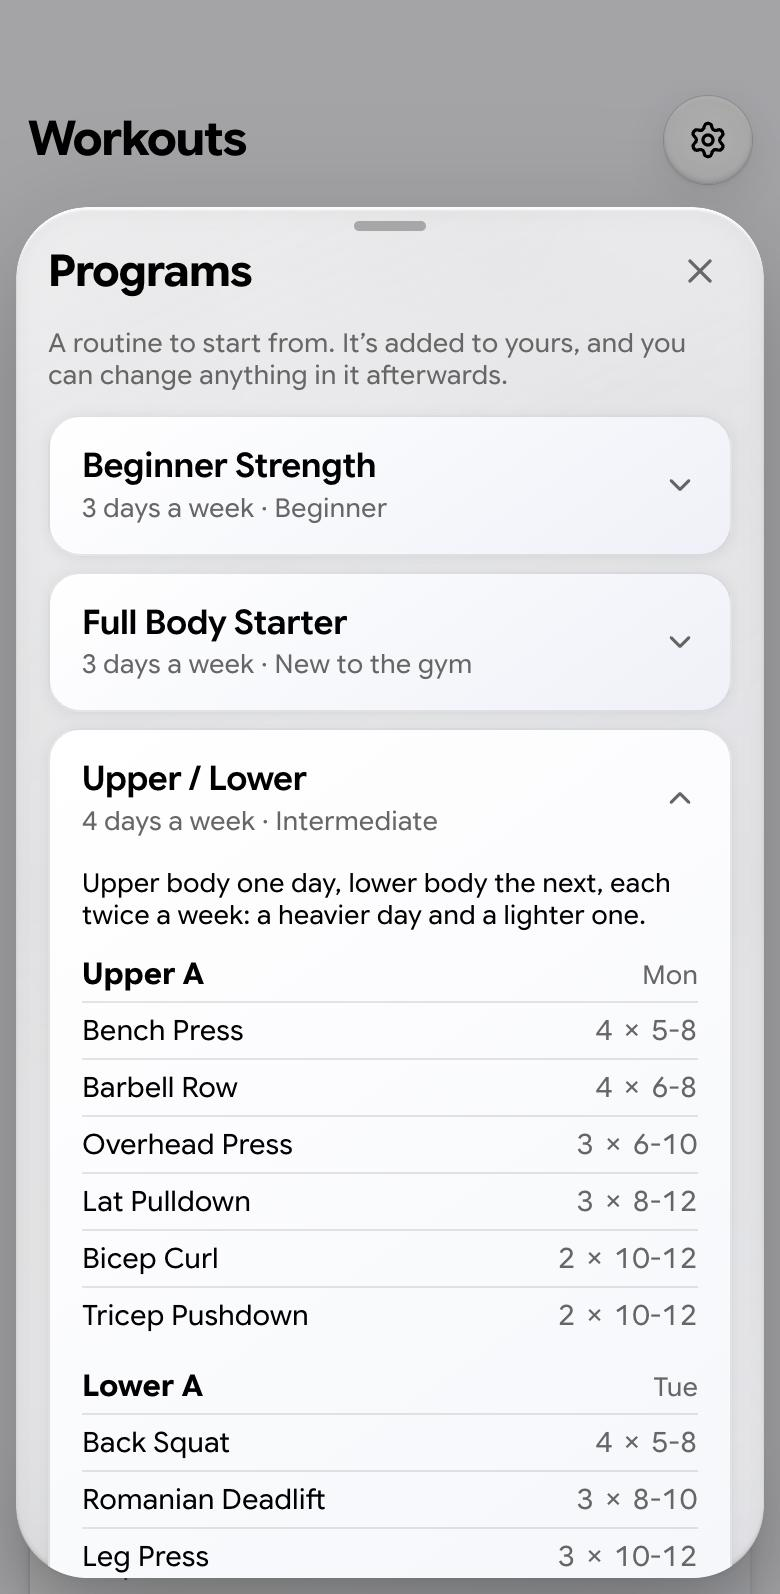 Workouts
Programs
A routine to start from. It’s added to yours, and you
can change anything in it afterwards.
Beginner Strength
3 days a week · Beginner
Full Body Starter
3 days a week · New to the gym
Upper / Lower
4 days a week · Intermediate
Upper body one day, lower body the next, each
twice a week: a heavier day and a lighter one.
Upper A Mon
Bench Press 4 × 5-8
Barbell Row 4 × 6-8
Overhead Press 3 × 6-10
Lat Pulldown 3 × 8-12
Bicep Curl 2 × 10-12
Tricep Pushdown 2 × 10-12
Lower A Tue
Back Squat 4 × 5-8
Romanian Deadlift 3 × 8-10
Leg Press 3 × 10-12